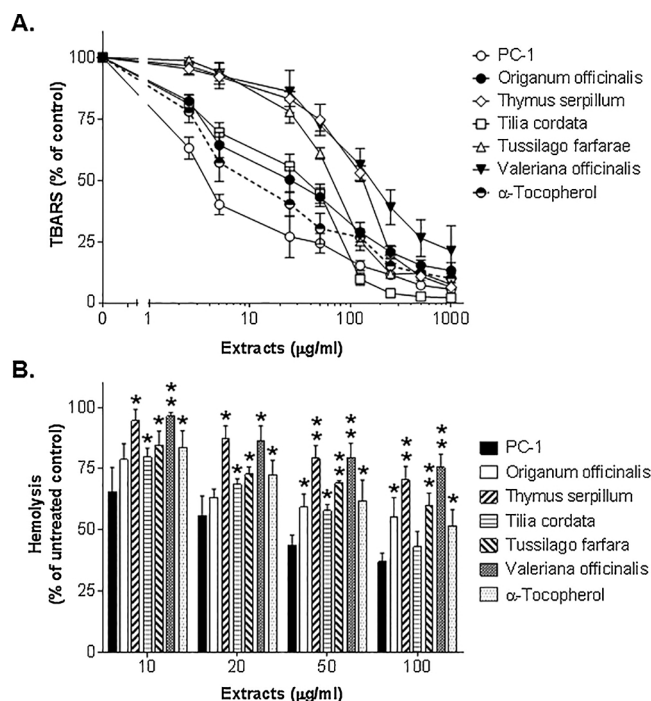 A.
TBARS (% of control)
100
75
50
25
0
0
1
10
100
1000
Extracts (µg/ml)
PC-1
Origanum officinalis
Thymus serpillum
Tilia cordata
Tussilago farfarae
Valeriana officinalis
α-Tocopherol
B.
Hemolysis
(% of untreated control)
100
75
50
25
0
* * * * * * *
* * * * *
* * * * * * * * *
* * * * * * * *
10
20
50
100
Extracts (µg/ml)
PC-1
Origanum officinalis
Thymus serpillum
Tilia cordata
Tussilago farfara
Valeriana officinalis
α-Tocopherol